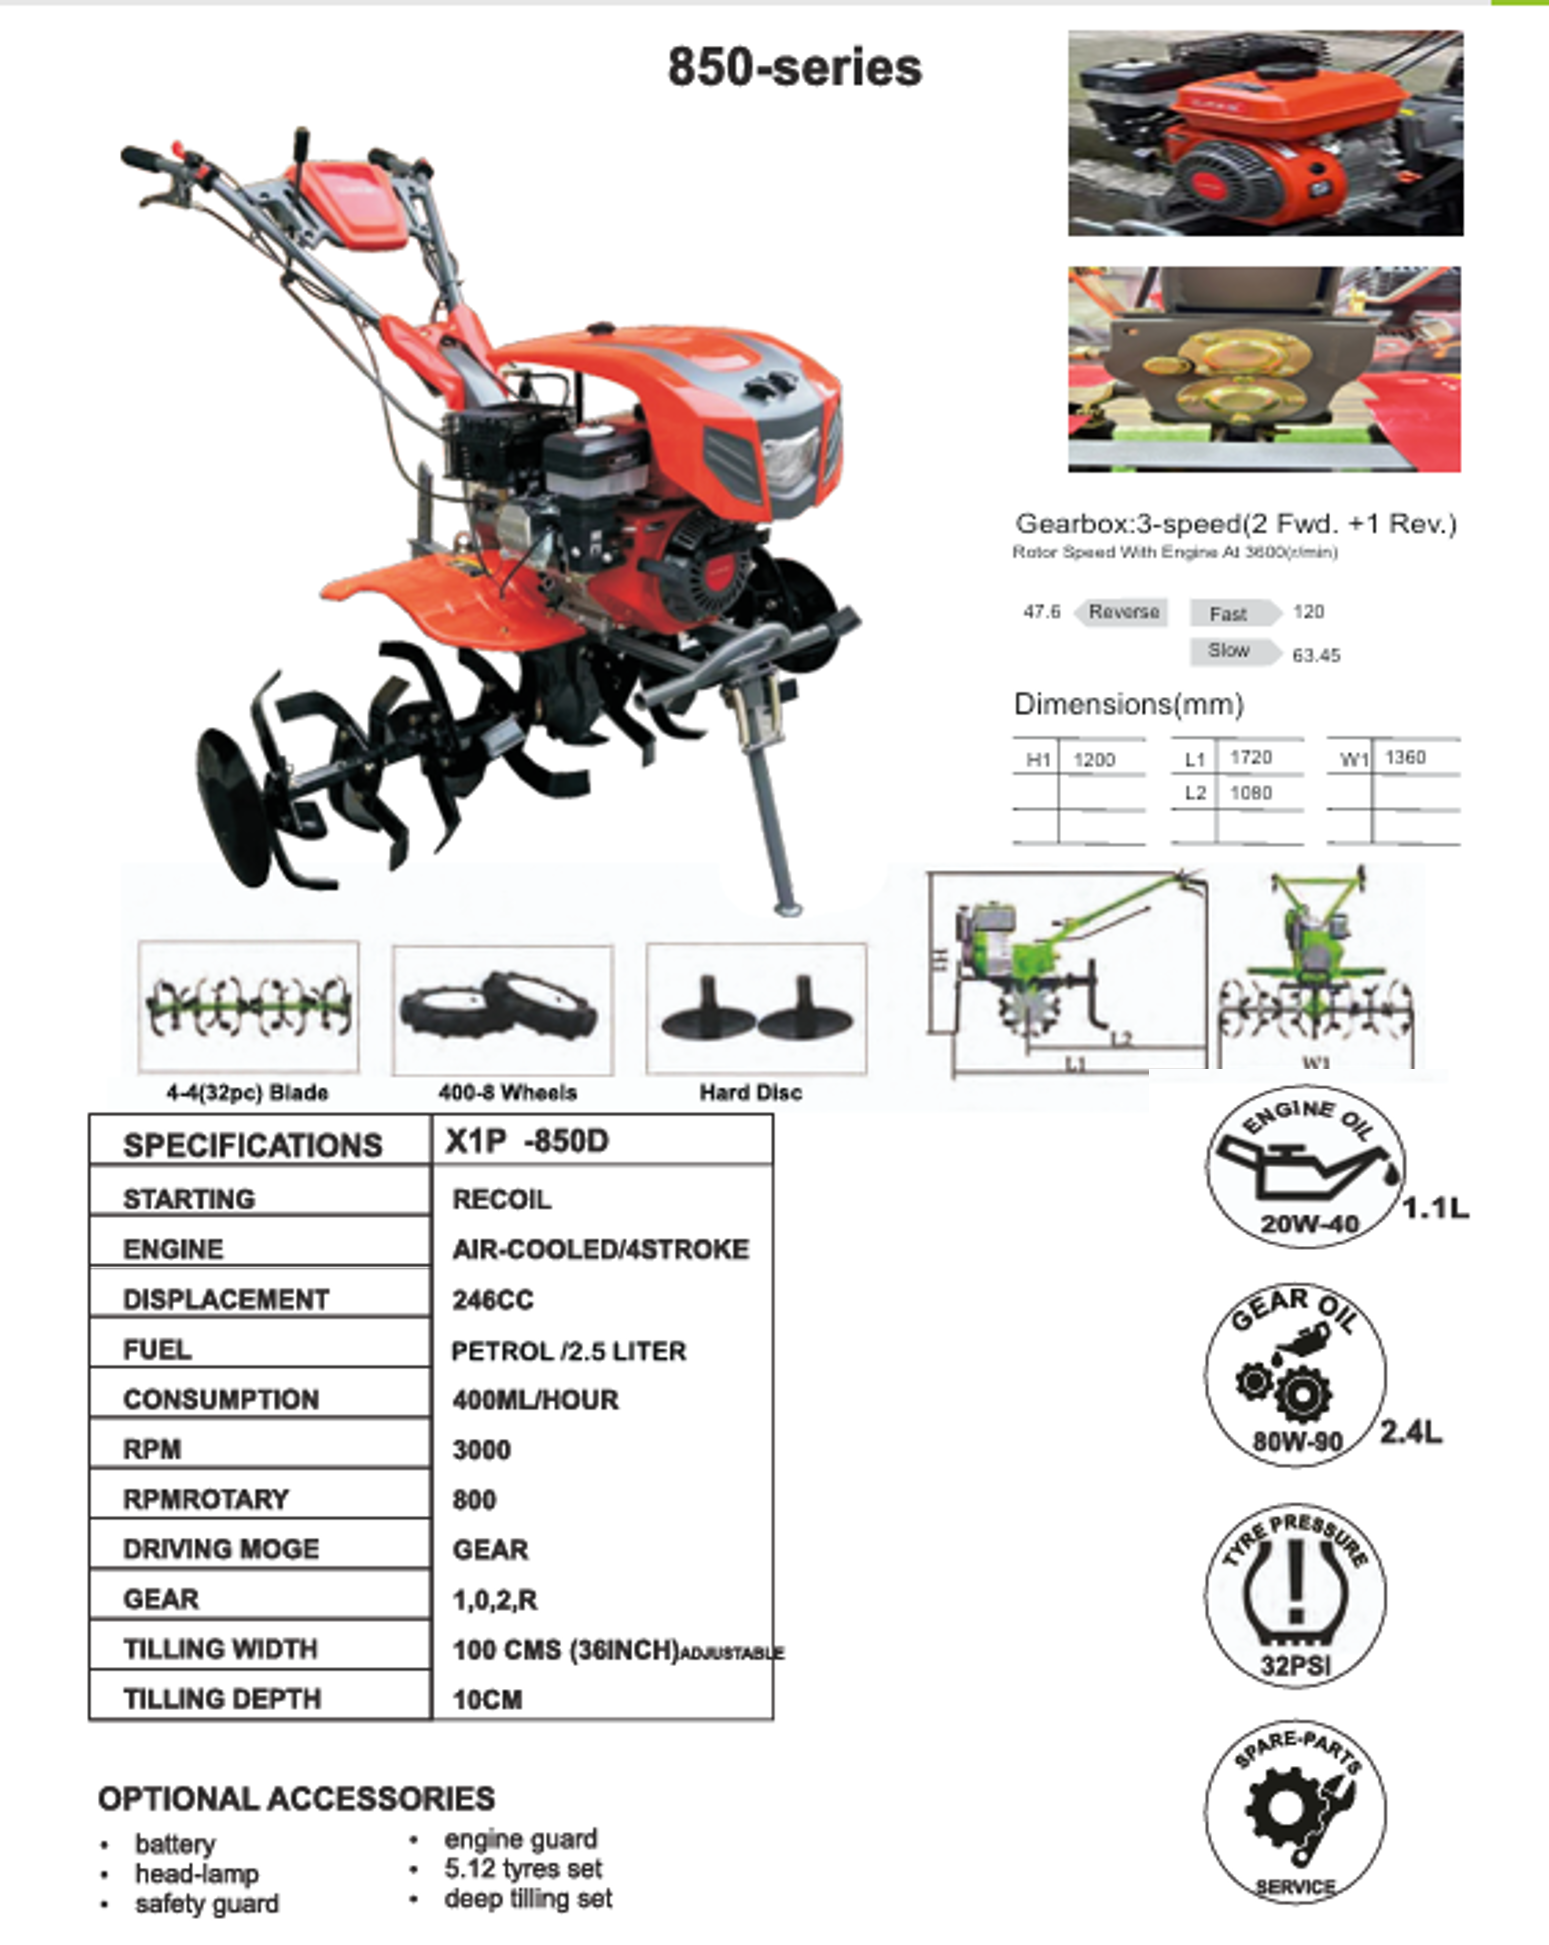 850-series
Gearbox:3-speed(2 Fwd. +1 Rev.)
Rotor Speed With Engine At 3600(r/min)
47.6 Reverse Fast 120
Slow 63.45
Dimensions(mm)
H1 1200 L1 1720 W1 1360
L2 1080
H1
L2
L1
W1
4-4(32pc) Blade
400-8 Wheels
Hard Disc
SPECIFICATIONS X1P -850D
STARTING RECOIL
ENGINE AIR-COOLED/4STROKE
DISPLACEMENT 246CC
FUEL PETROL /2.5 LITER
CONSUMPTION 400ML/HOUR
RPM 3000
RPMROTARY 800
DRIVING MOGE GEAR
GEAR 1,0,2,R
TILLING WIDTH 100 CMS (36INCH)ADJUSTABLE
TILLING DEPTH 10CM
ENGINE OIL
20W-40
1.1L
GEAR OIL
80W-90
2.4L
TYRE PRESSURE
32PSI
SPARE-PARTS
SERVICE
OPTIONAL ACCESSORIES
• battery
• head-lamp
• safety guard
• engine guard
• 5.12 tyres set
• deep tilling set